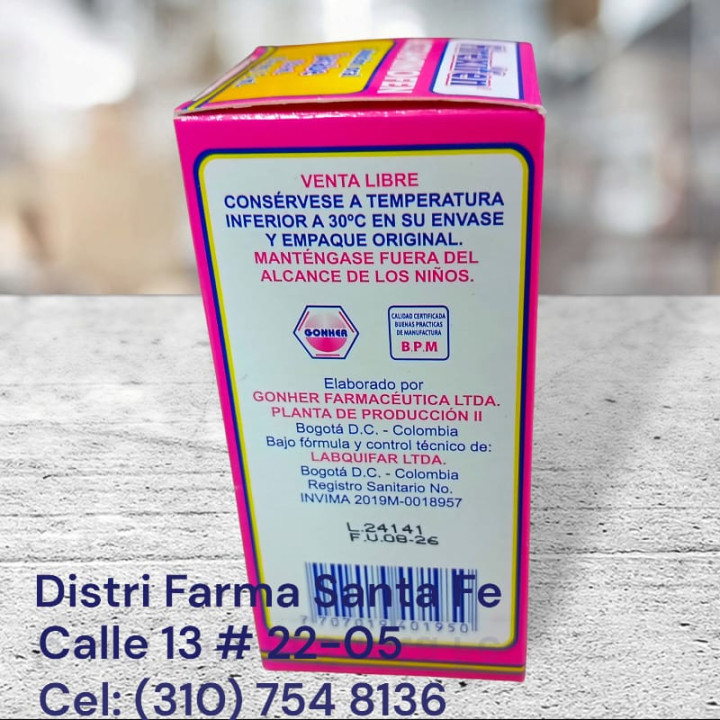 VENTA LIBRE
CONSÉRVESE A TEMPERATURA
INFERIOR A 30ºC EN SU ENVASE
Y EMPAQUE ORIGINAL.
MANTÉNGASE FUERA DEL
ALCANCE DE LOS NIÑOS.
GONHER
CALIDAD CERTIFICADA
BUENAS PRACTICAS
DE MANUFACTURA
B.P.M
Elaborado por
GONHER FARMACÉUTICA LTDA.
PLANTA DE PRODUCCIÓN II
Bogotá D.C. - Colombia
Bajo fórmula y control técnico de:
LABQUIFAR LTDA.
Bogotá D.C. - Colombia
Registro Sanitario No.
INVIMA 2019M-0018957
L.24141
F.U.08-26
Distri Farma Santa Fe
Calle 13 # 22-05
Cel: (310) 754 8136